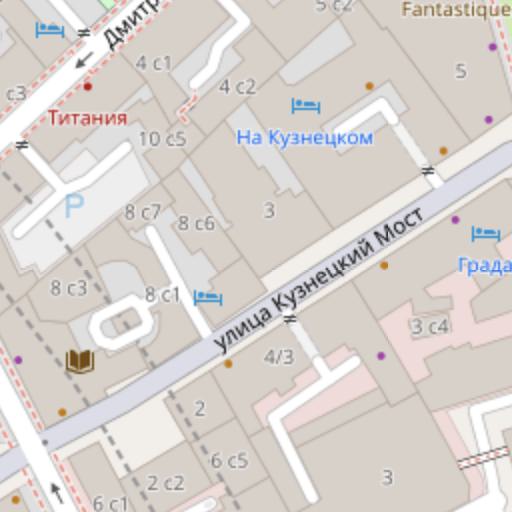 5 с2
Fantastique
Дмитр
4 с1
5
с3
4 с2
Титания
На Кузнецком
10 с5
P
8 с7
8 с6
3
улица Кузнецкий Мост
Града
8 с3
8 с1
3 с4
4/3
2
6 с5
2 с2
3
6 с1